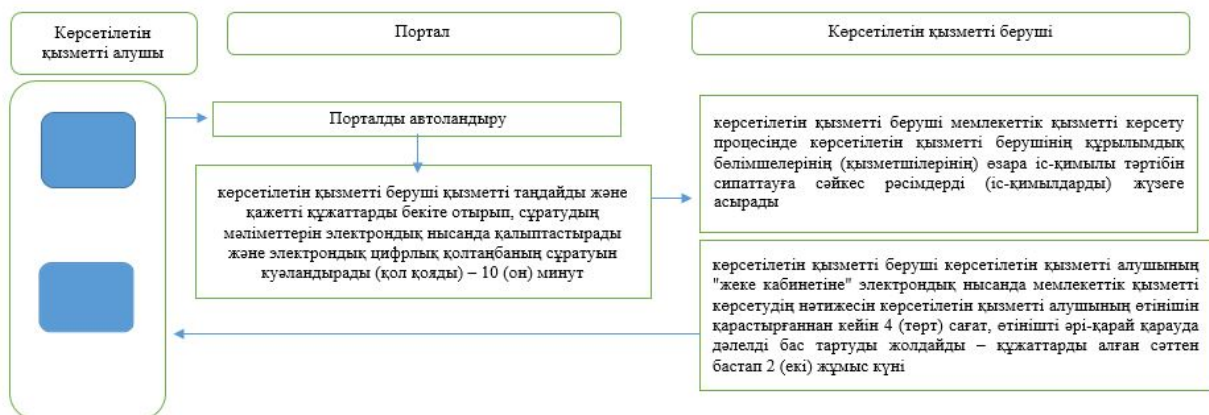 Көрсетілетін
қызметті алушы
Портал
Көрсетілетін қызметті беруші
Порталды автоландыру
көрсетілетін қызметті беруші қызметті таңдайды және
қажетті құжаттарды бекіте отырып, сұратудың
мәліметтерін электрондық нысанда қалыптастырады
және электрондық цифрлық қолтаңбаның сұратуын
куәландырады (қол қояды) – 10 (он) минут
көрсетілетін қызметті беруші мемлекеттік қызметті көрсету
процесінде көрсетілетін қызметті берушінің құрылымдық
бөлімшелерінің (қызметшілерінің) өзара іс-қимылы тәртібін
сипаттауға сәйкес рәсімдерді (іс-қимылдарды) жүзеге
асырады
көрсетілетін қызметті беруші көрсетілетін қызметті алушының
"жеке кабинетіне" электрондық нысанда мемлекеттік қызметті
көрсетудің нәтижесін көрсетілетін қызметті алушының өтінішін
қарастырғаннан кейін 4 (төрт) сағат, өтінішті әрі-қарай қарауда
дәлелді бас тартуды жолдайды – құжаттарды алған сәттен
бастап 2 (екі) жұмыс күні